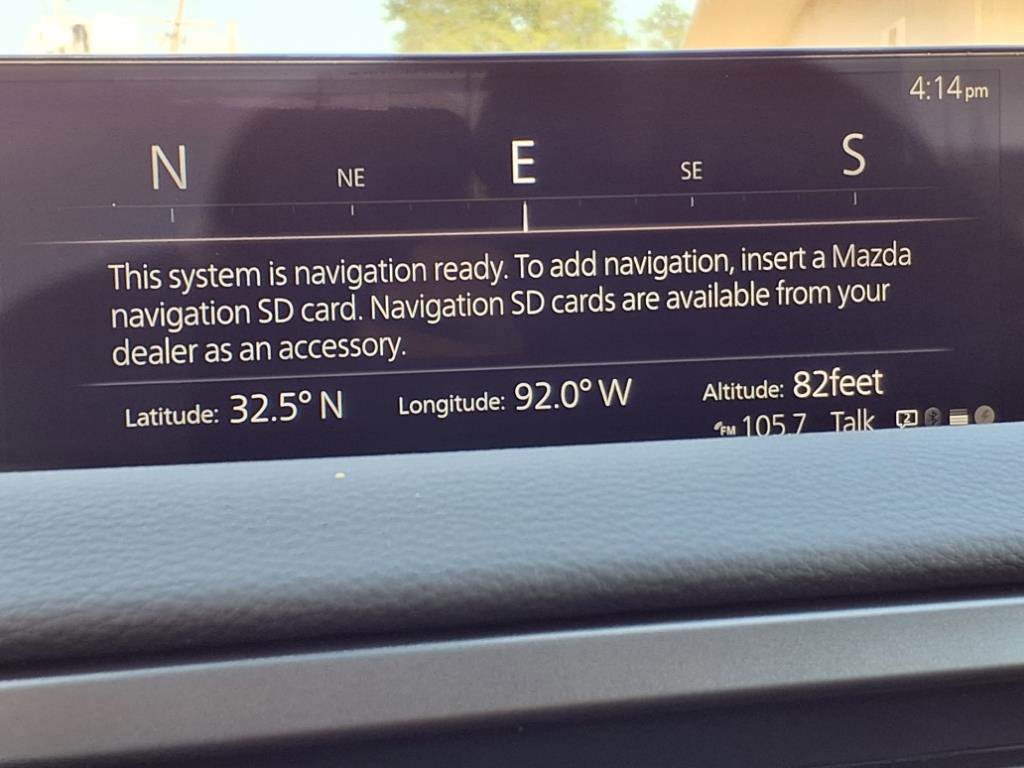 4:14pm
N NE E SE S
This system is navigation ready. To add navigation, insert a Mazda
navigation SD card. Navigation SD cards are available from your
dealer as an accessory.
Latitude: 32.5° N Longitude: 92.0° W Altitude: 82feet
FM 105.7 Talk 2